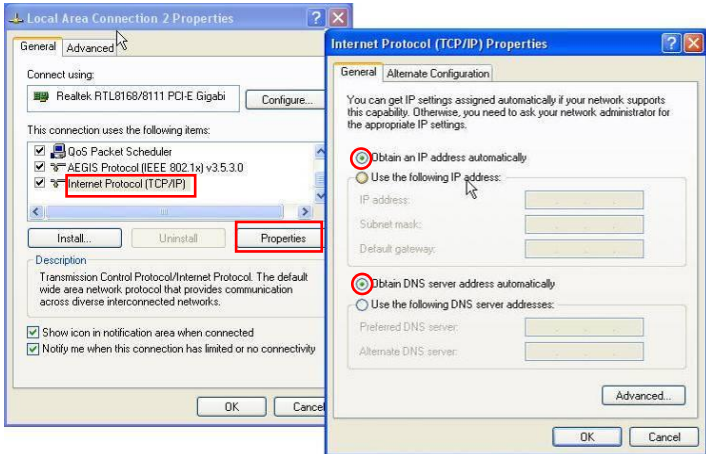 Local Area Connection 2 Properties
General
Advanced
Connect using:
Realtek RTL8168/8111 PCI-E Gigabi
Configure...
This connection uses the following items:
QoS Packet Scheduler
AEGIS Protocol (IEEE 802.1x) v3.5.3.0
Internet Protocol (TCP/IP)
Install...
Uninstall
Properties
Description
Transmission Control Protocol/Internet Protocol. The default
wide area network protocol that provides communication
across diverse interconnected networks.
Show icon in notification area when connected
Notify me when this connection has limited or no connectivity
OK
Cancel
Internet Protocol (TCP/IP) Properties
General
Alternate Configuration
You can get IP settings assigned automatically if your network supports
this capability. Otherwise, you need to ask your network administrator for
the appropriate IP settings.
Obtain an IP address automatically
Use the following IP address:
IP address:
Subnet mask:
Default gateway:
Obtain DNS server address automatically
Use the following DNS server addresses:
Preferred DNS server:
Alternate DNS server:
Advanced...
OK
Cancel